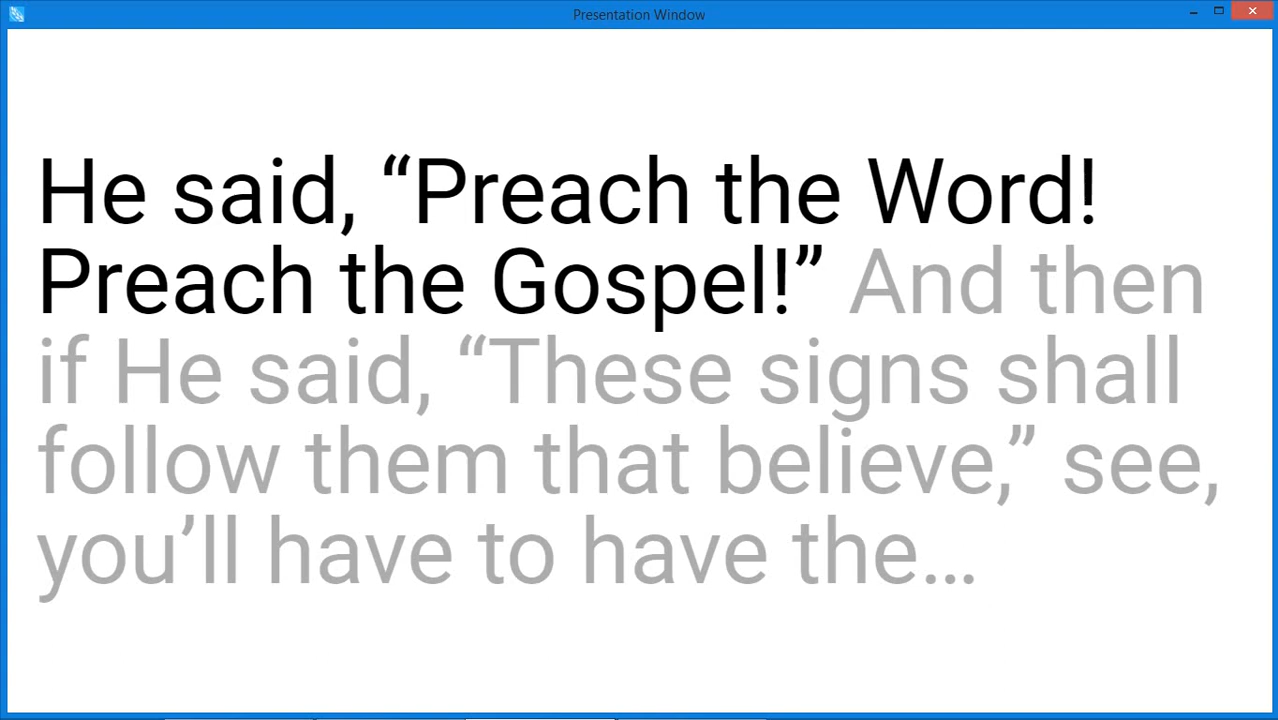 Presentation Window
He said, “Preach the Word!
Preach the Gospel!” And then
if He said, “These signs shall
follow them that believe,” see,
you’ll have to have the…